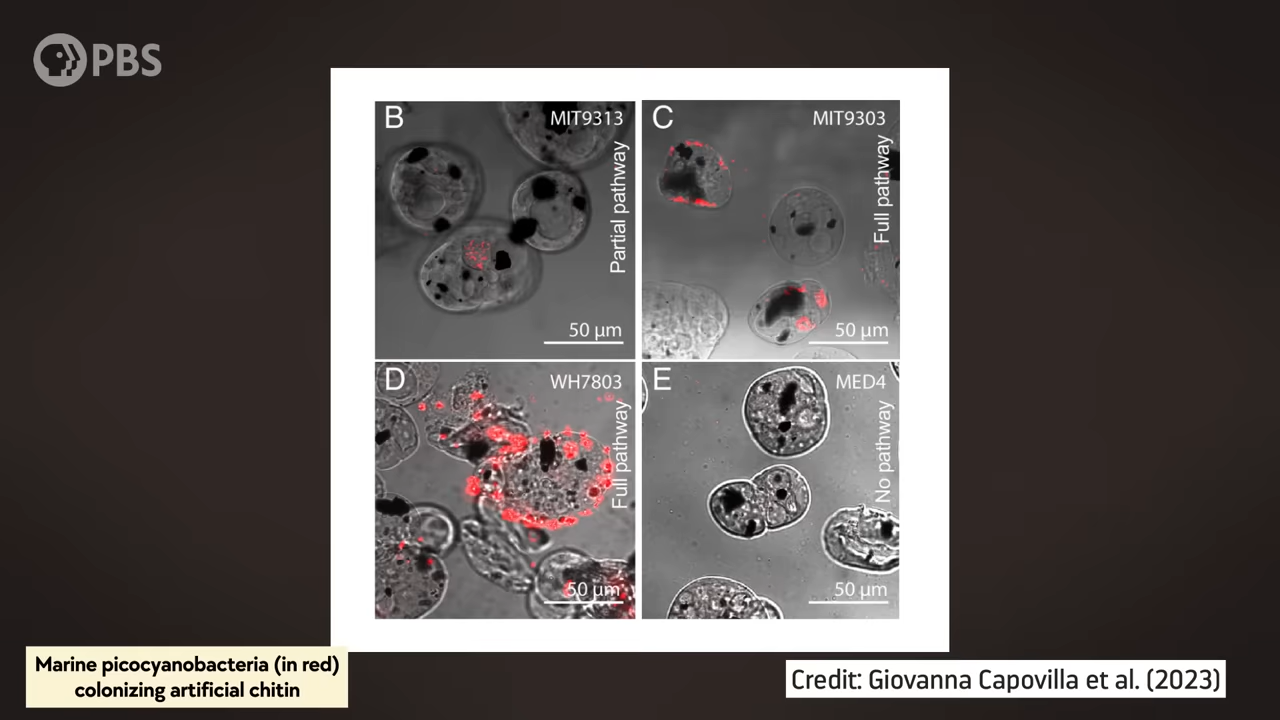 PBS
B
MIT9313
Partial pathway
50 µm
C
MIT9303
Full pathway
50 µm
D
WH7803
Full pathway
50 µm
E
MED4
No pathway
50 µm
Marine picocyanobacteria (in red)
colonizing artificial chitin
Credit: Giovanna Capovilla et al. (2023)